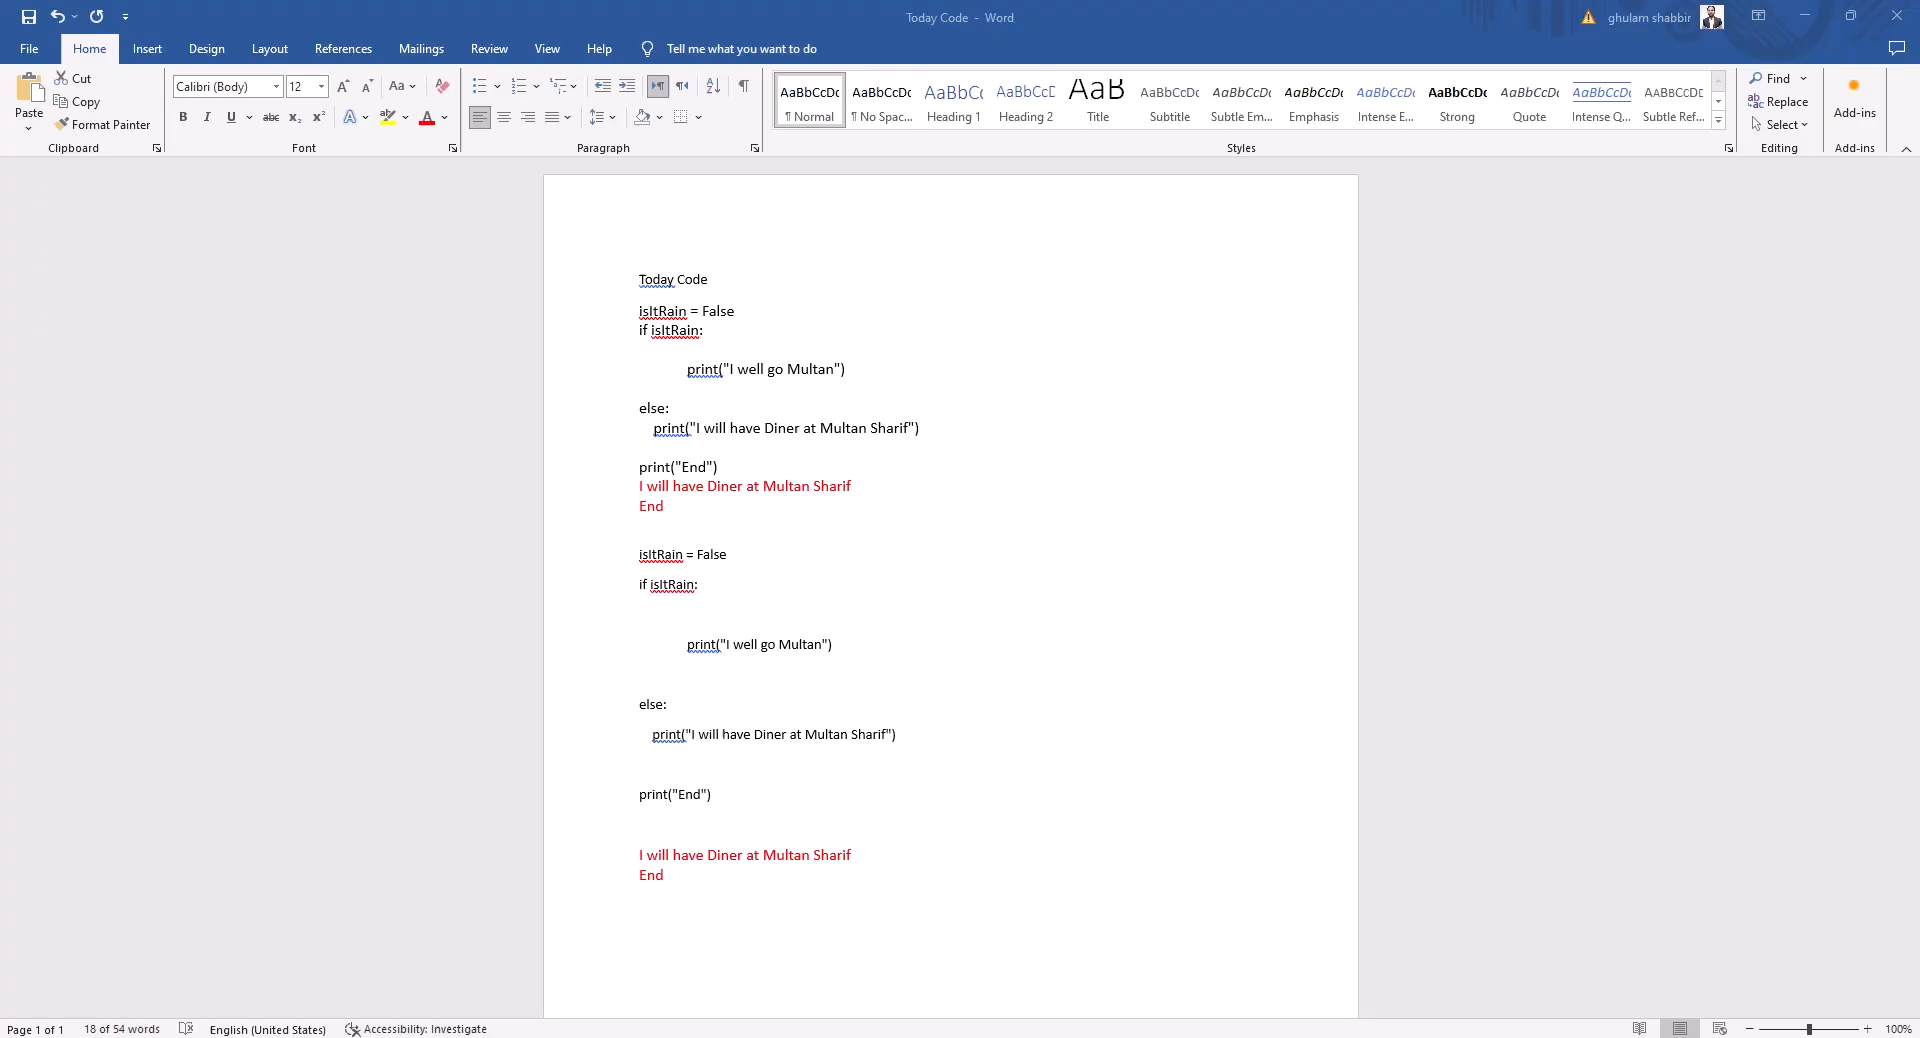 Today Code - Word
ghulam shabbir
File Home Insert Design Layout References Mailings Review View Help Tell me what you want to do
Paste
Cut
Copy
Format Painter
Clipboard
Calibri (Body) 12
Font
Paragraph
AaBbCcDc AaBbCcDc AaBbCc AaBbCcD AaB AaBbCcDc AaBbCcDc AaBbCcDc AaBbCcDc AaBbCcDc AaBbCcDc AaBbCcDc AaBbCcDc
¶ Normal ¶ No Spac... Heading 1 Heading 2 Title Subtitle Subtle Em... Emphasis Intense E... Strong Quote Intense Q... Subtle Ref...
Styles
Find
Replace
Select
Editing
Add-ins
Add-ins
Today Code
isItRain = False
if isItRain:
print("I well go Multan")
else:
print("I will have Diner at Multan Sharif")
print("End")
I will have Diner at Multan Sharif
End
isItRain = False
if isItRain:
print("I well go Multan")
else:
print("I will have Diner at Multan Sharif")
print("End")
I will have Diner at Multan Sharif
End
Page 1 of 1 18 of 54 words English (United States) Accessibility: Investigate 100%